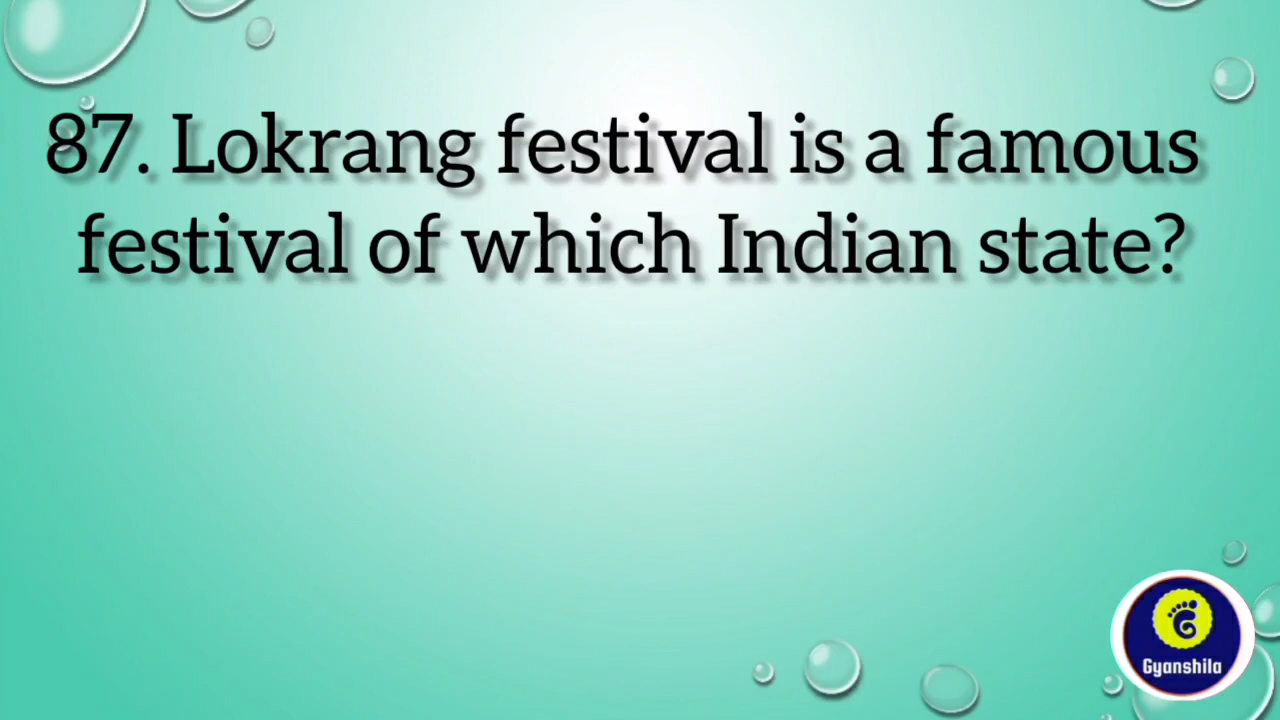 87. Lokrang festival is a famous
festival of which Indian state?
Gyanshila